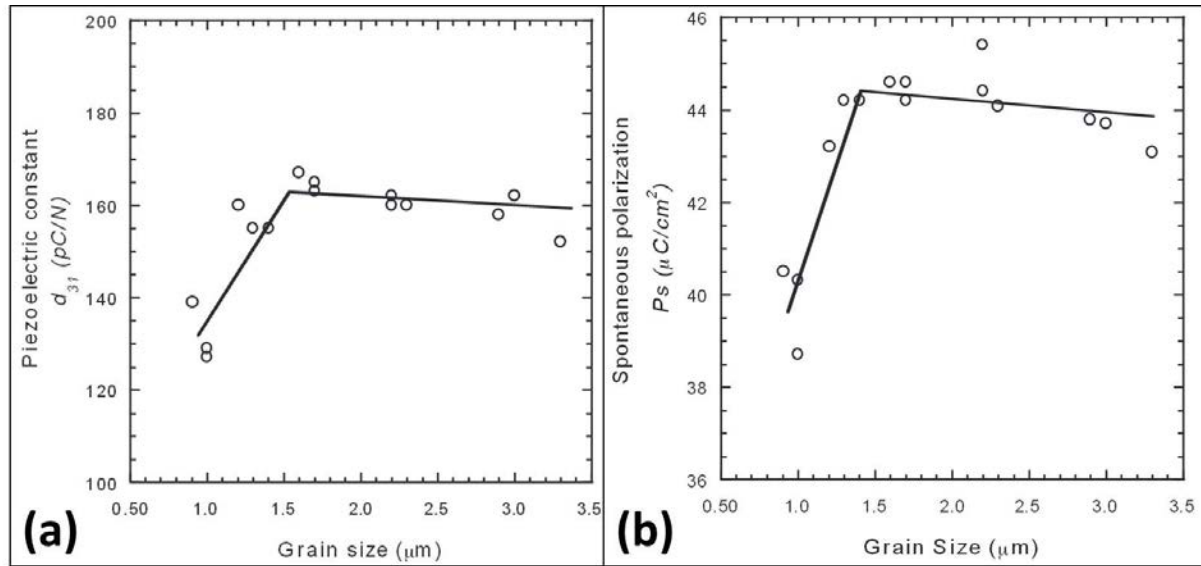 200
180
160
140
120
100
0.50 1.0 1.5 2.0 2.5 3.0 3.5
Piezoelectric constant
d31 (pC/N)
Grain size (μm)
(a)
46
44
42
40
38
36
0.50 1.0 1.5 2.0 2.5 3.0 3.5
Spontaneous polarization
Ps (μ C/cm²)
Grain Size (μm)
(b)